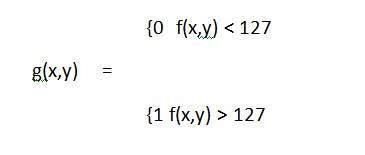 {0 f(x,y) < 127
g(x,y) =
{1 f(x,y) > 127